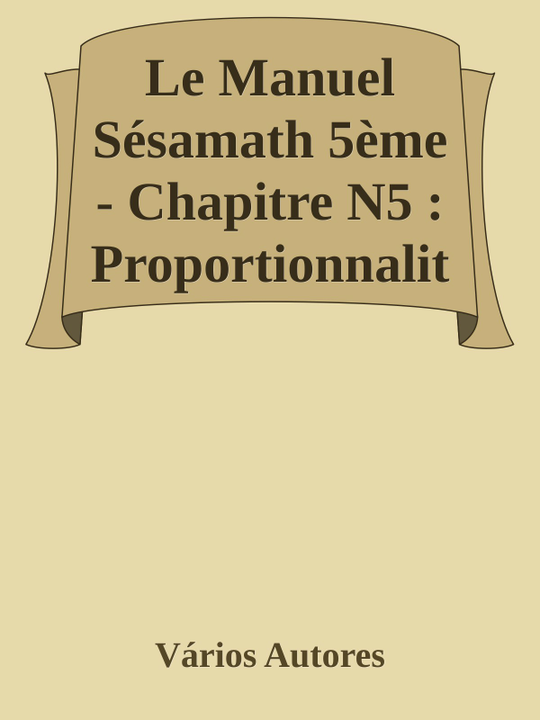 Le Manuel
Sésamath 5ème
- Chapitre N5 :
Proportionnalit
Vários Autores